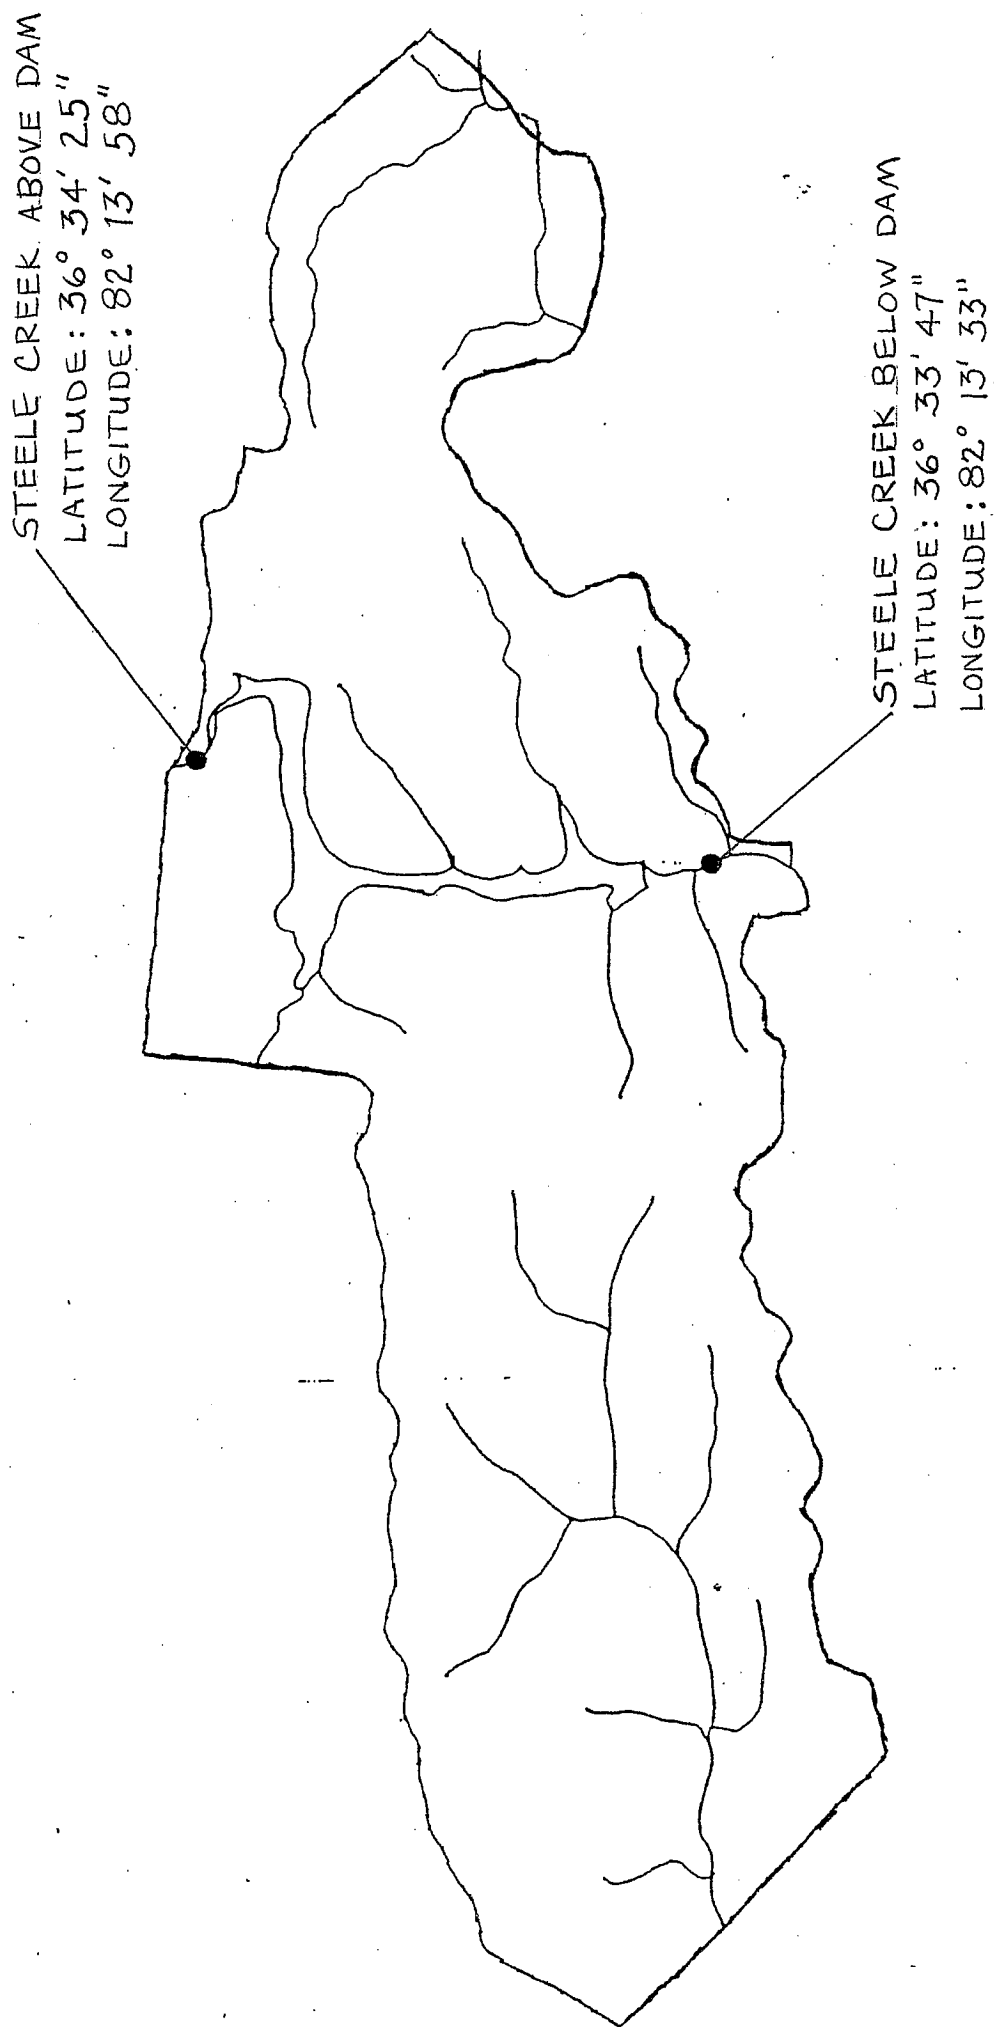 STEELE CREEK ABOVE DAM
LATITUDE: 36° 34' 25"
LONGITUDE: 82° 13' 58"
STEELE CREEK BELOW DAM
LATITUDE: 36° 33' 47"
LONGITUDE: 82° 13' 33"